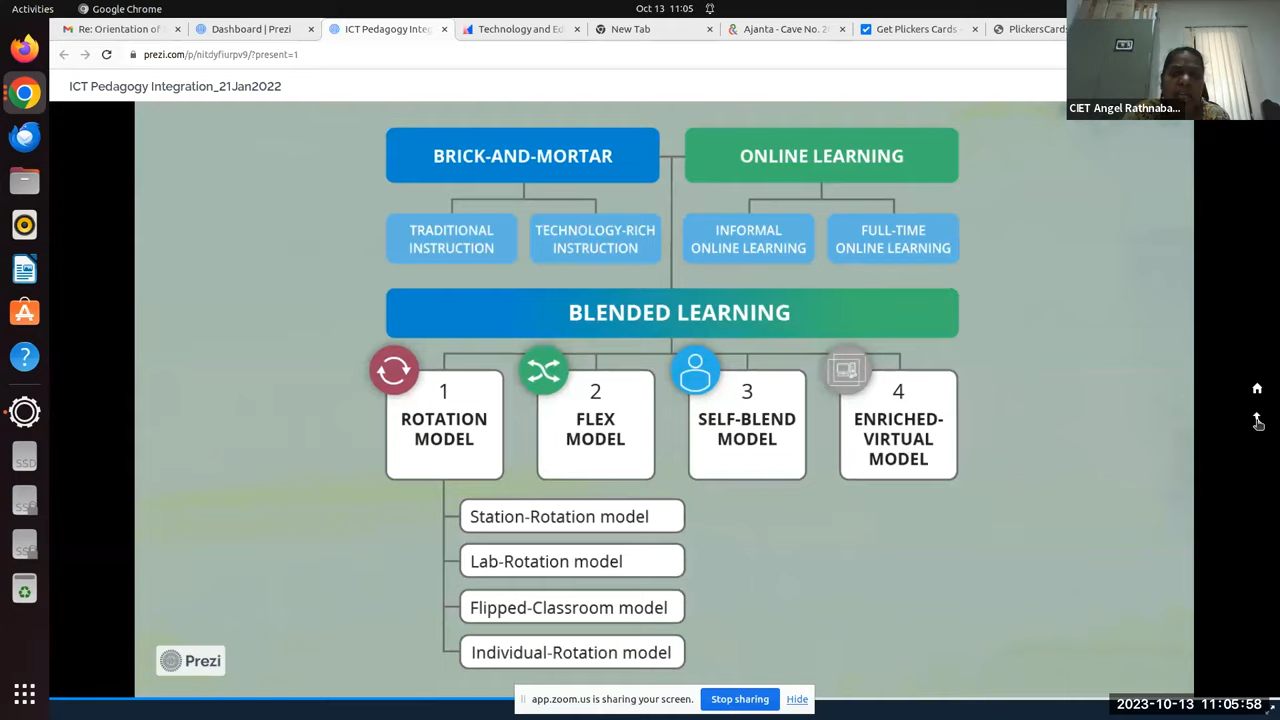 Activities
Google Chrome
Oct 13 11:05
Re: Orientation of
Dashboard | Prezi
ICT Pedagogy Integ
Technology and Ed
New Tab
Ajanta - Cave No. 2
Get Plickers Cards -
PlickersCards
prezi.com/p/nitdyfiurpv9/?present=1
ICT Pedagogy Integration_21Jan2022
CIET Angel Rathnaba...
BRICK-AND-MORTAR
ONLINE LEARNING
TRADITIONAL
INSTRUCTION
TECHNOLOGY-RICH
INSTRUCTION
INFORMAL
ONLINE LEARNING
FULL-TIME
ONLINE LEARNING
BLENDED LEARNING
1
ROTATION
MODEL
2
FLEX
MODEL
3
SELF-BLEND
MODEL
4
ENRICHED-
VIRTUAL
MODEL
Station-Rotation model
Lab-Rotation model
Flipped-Classroom model
Individual-Rotation model
SSD
Prezi
app.zoom.us is sharing your screen.
Stop sharing
Hide
2023-10-13 11:05:58